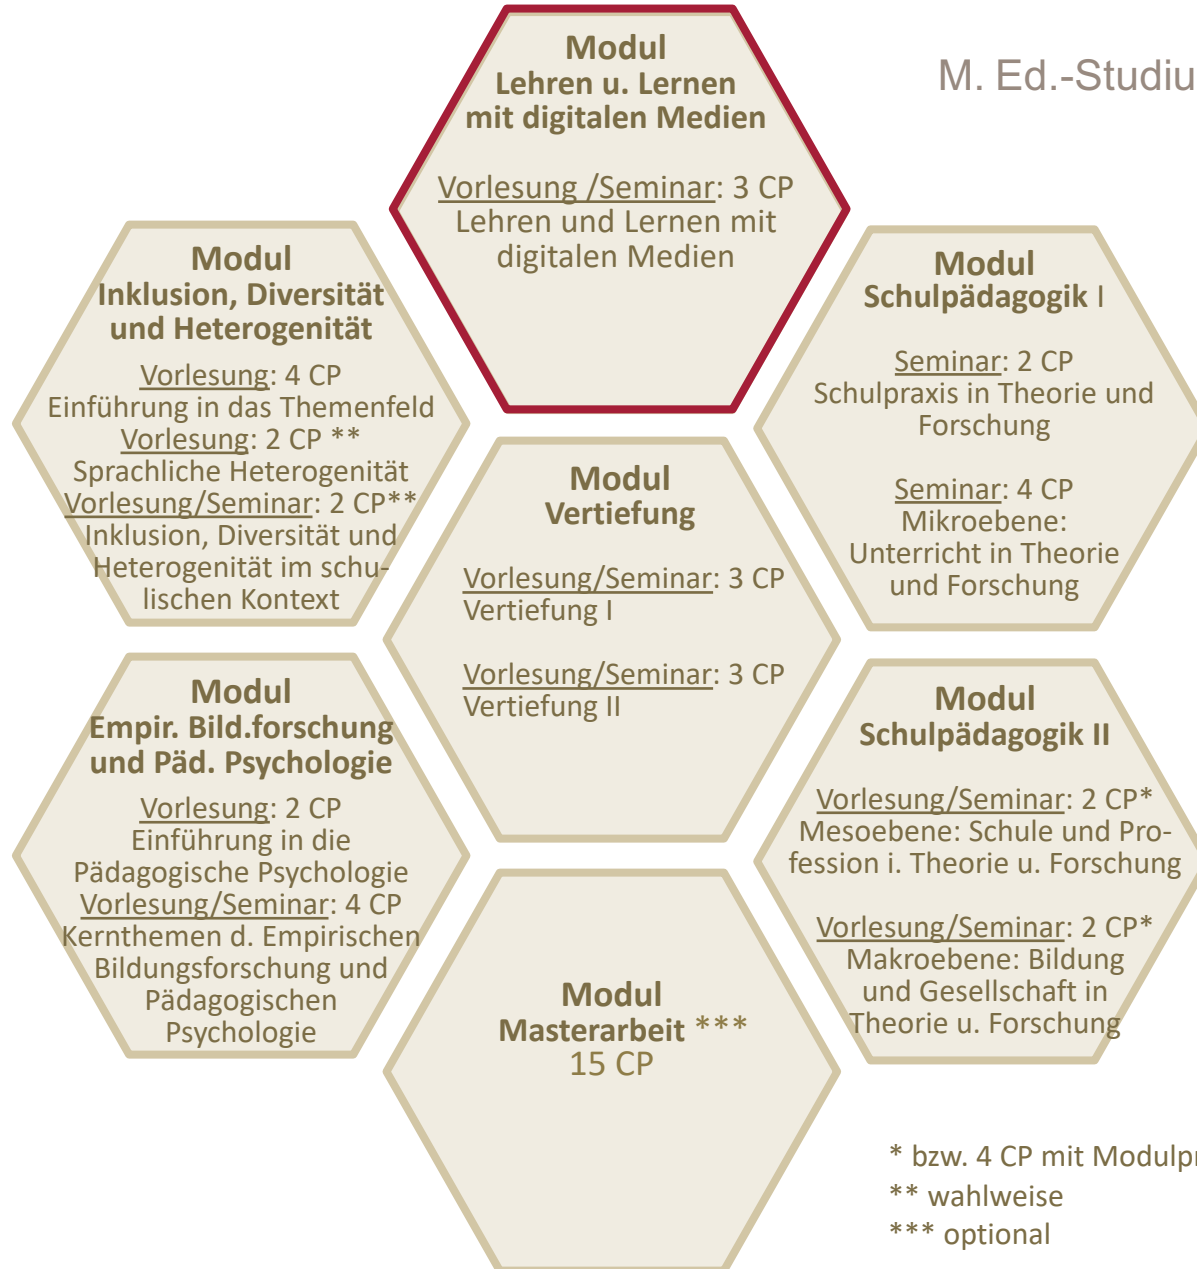 M. Ed.-Studiu
Modul
Lehren u. Lernen
mit digitalen Medien
Vorlesung /Seminar: 3 CP
Lehren und Lernen mit
digitalen Medien
Modul
Inklusion, Diversität
und Heterogenität
Vorlesung: 4 CP
Einführung in das Themenfeld
Vorlesung: 2 CP **
Sprachliche Heterogenität
Vorlesung/Seminar: 2 CP**
Inklusion, Diversität und
Heterogenität im schu-
lischen Kontext
Modul
Schulpädagogik I
Seminar: 2 CP
Schulpraxis in Theorie und
Forschung
Seminar: 4 CP
Mikroebene:
Unterricht in Theorie
und Forschung
Modul
Vertiefung
Vorlesung/Seminar: 3 CP
Vertiefung I
Vorlesung/Seminar: 3 CP
Vertiefung II
Modul
Empir. Bild.forschung
und Päd. Psychologie
Vorlesung: 2 CP
Einführung in die
Pädagogische Psychologie
Vorlesung/Seminar: 4 CP
Kernthemen d. Empirischen
Bildungsforschung und
Pädagogischen
Psychologie
Modul
Schulpädagogik II
Vorlesung/Seminar: 2 CP*
Mesoebene: Schule und Pro-
fession i. Theorie u. Forschung
Vorlesung/Seminar: 2 CP*
Makroebene: Bildung
und Gesellschaft in
Theorie u. Forschung
Modul
Masterarbeit ***
15 CP
* bzw. 4 CP mit Modulpr
** wahlweise
*** optional